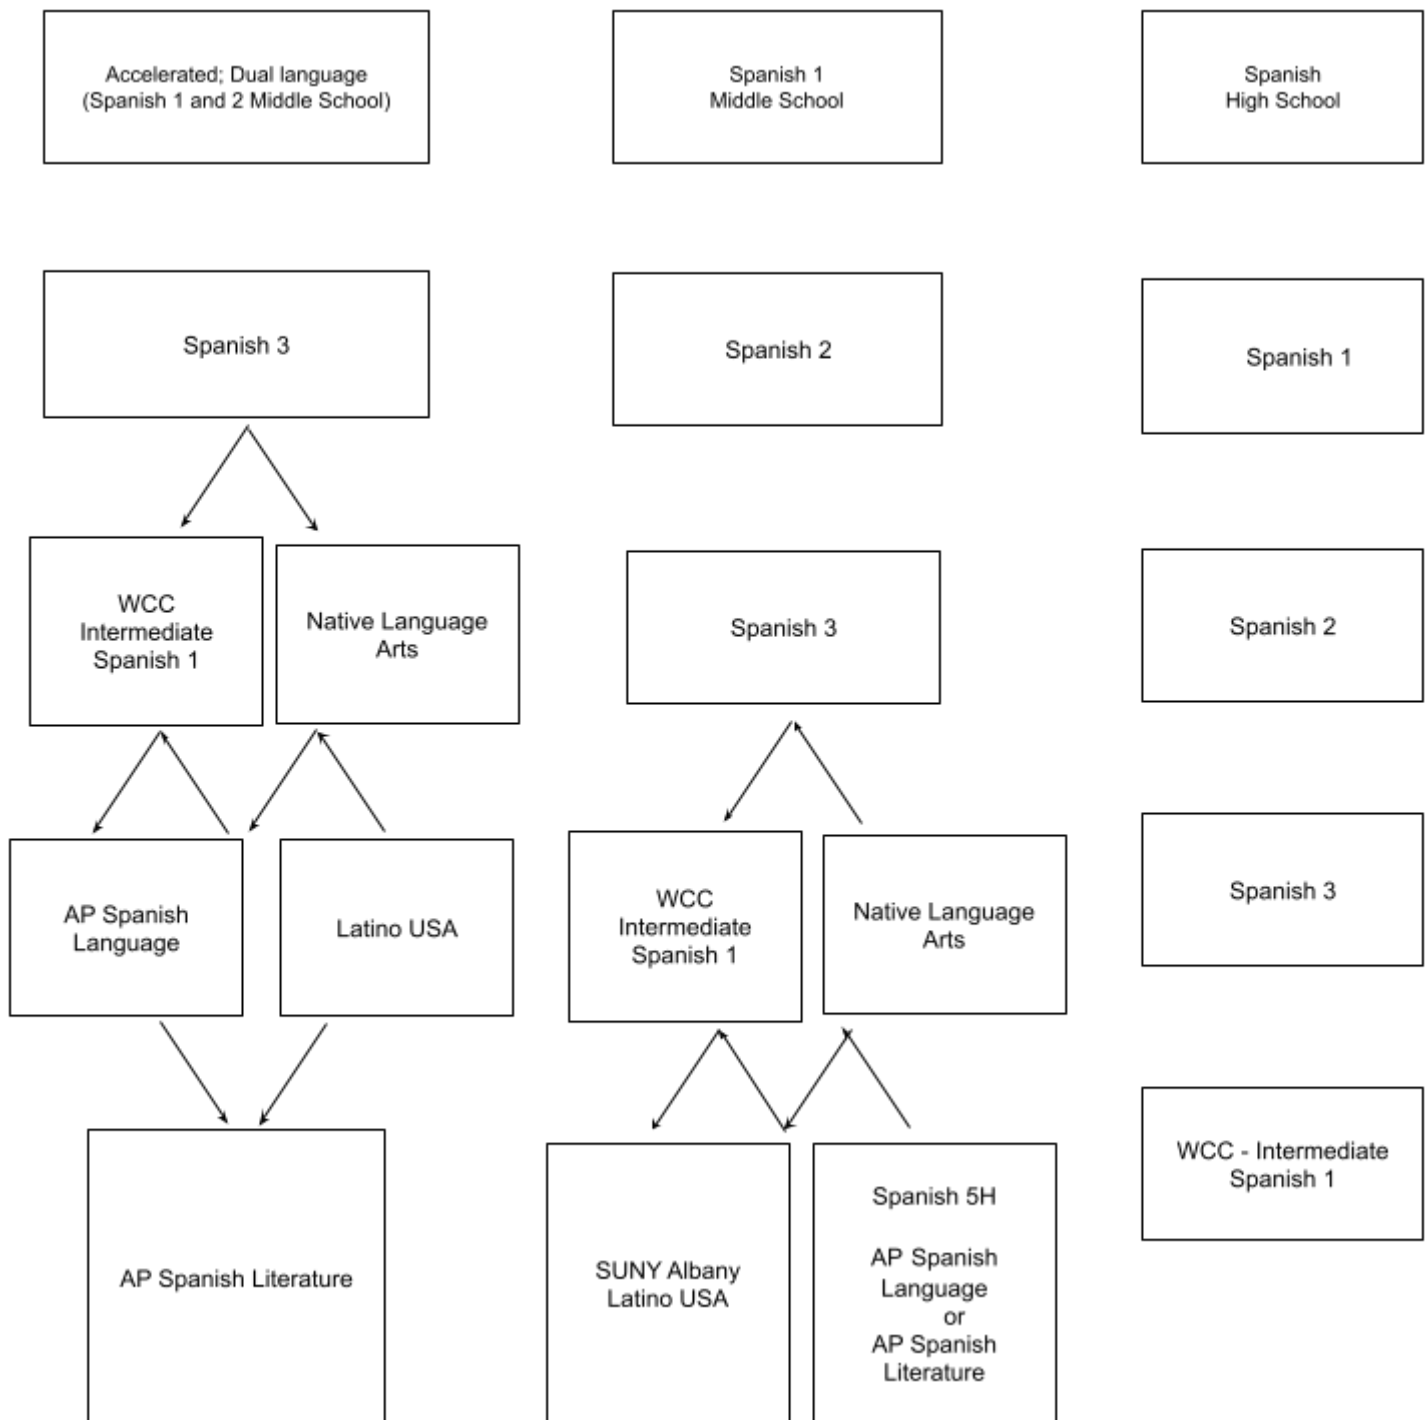 Accelerated; Dual language
(Spanish 1 and 2 Middle School)
Spanish 1
Middle School
Spanish
High School
Spanish 3
Spanish 2
Spanish 1
WCC
Intermediate
Spanish 1
Native Language
Arts
Spanish 3
Spanish 2
AP Spanish
Language
Latino USA
WCC
Intermediate
Spanish 1
Native Language
Arts
Spanish 3
AP Spanish Literature
SUNY Albany
Latino USA
Spanish 5H
AP Spanish
Language
or
AP Spanish
Literature
WCC - Intermediate
Spanish 1